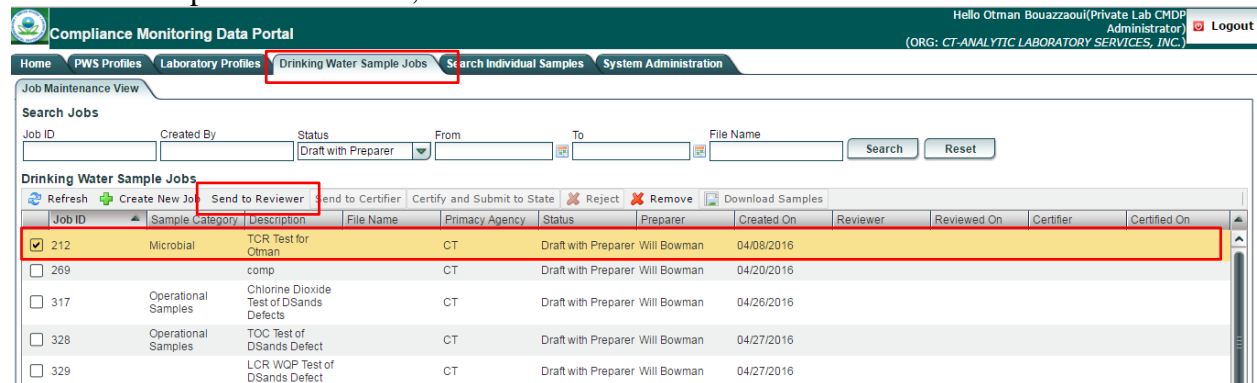 Compliance Monitoring Data Portal
Hello Otman Bouazzaoui(Private Lab CMDP
Administrator)
(ORG: CT-ANALYTIC LABORATORY SERVICES, INC.)
Logout
Home PWS Profiles Laboratory Profiles Drinking Water Sample Jobs Search Individual Samples System Administration
Job Maintenance View
Search Jobs
Job ID Created By Status From To File Name
Draft with Preparer Search Reset
Drinking Water Sample Jobs
Refresh Create New Job Send to Reviewer Send to Certifier Certify and Submit to State Reject Remove Download Samples
Job ID Sample Category Description File Name Primacy Agency Status Preparer Created On Reviewer Reviewed On Certifier Certified On
212 Microbial TCR Test for Otman CT Draft with Preparer Will Bowman 04/08/2016
269 comp CT Draft with Preparer Will Bowman 04/20/2016
317 Operational Samples Chlorine Dioxide Test of DSands Defects CT Draft with Preparer Will Bowman 04/26/2016
328 Operational Samples TOC Test of DSands Defect CT Draft with Preparer Will Bowman 04/27/2016
329 LCR WQP Test of DSands Defect CT Draft with Preparer Will Bowman 04/27/2016